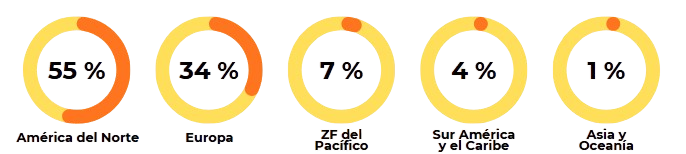 55 %
34 %
7 %
4 %
1 %
América del Norte
Europa
ZF del
Pacífico
Sur América
y el Caribe
Asia y
Oceanía